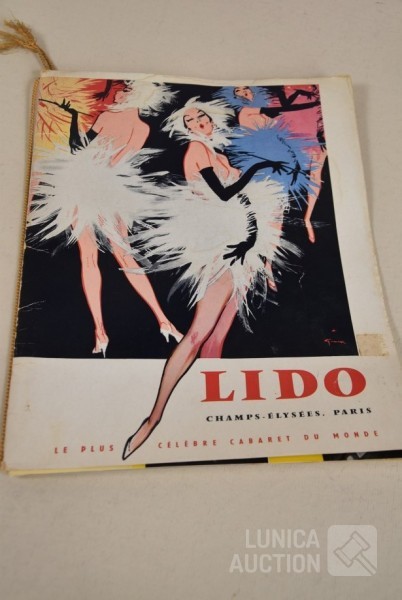 LIDO
CHAMPS-ÉLYSÉES. PARIS
LE PLUS CÉLÈBRE CABARET DU MONDE
LUNICA
AUCTION